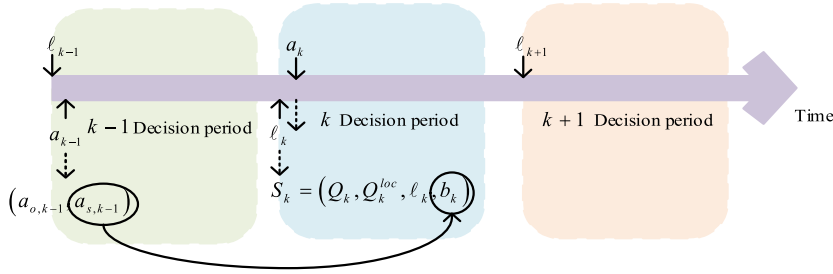 ℓ_{k-1}
a_k
ℓ_{k+1}
a_{k-1}
k − 1 Decision period
ℓ_k
k Decision period
k + 1 Decision period
Time
(a_{o,k-1}, a_{s,k-1})
S_k = (Q_k, Q_k^{loc}, ℓ_k, b_k)